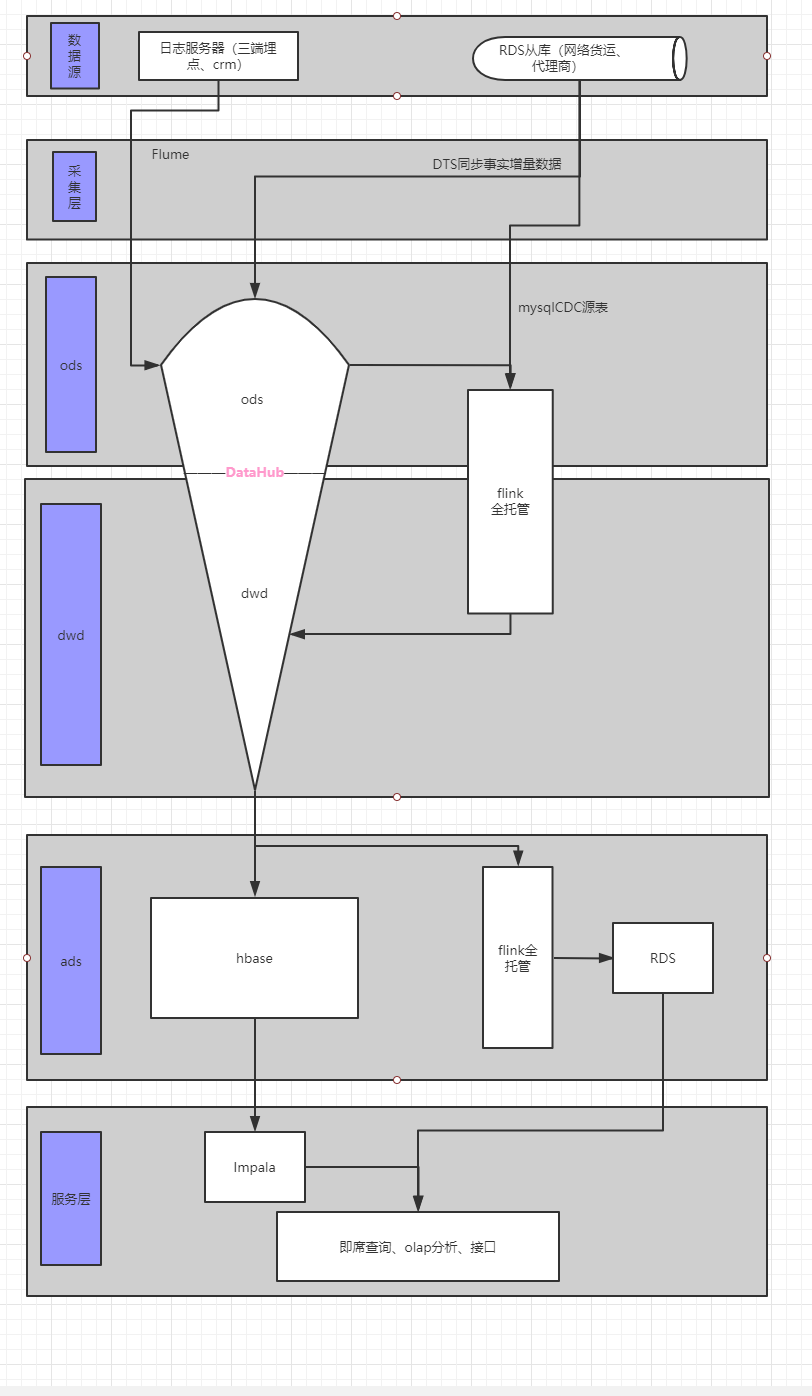 数
据
源
日志服务器（三端埋
点、crm）
RDS从库（网络货运、
代理商）
采
集
层
Flume
DTS同步事实增量数据
ods
mysqlCDC源表
ods
———DataHub———
flink
全托管
dwd
dwd
ads
hbase
flink全
托管
RDS
服务层
Impala
即席查询、olap分析、接口